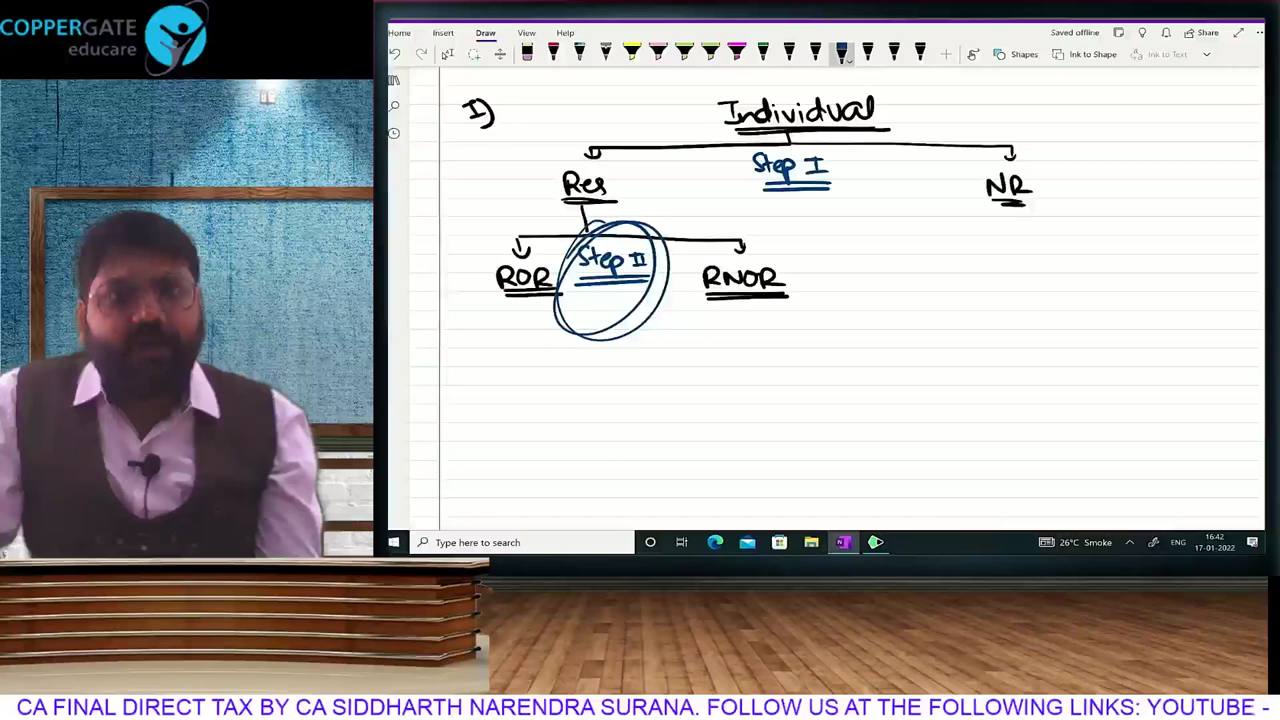 COPPERGATE
educare
Home Insert Draw View Help Saved offline Share
Shapes Ink to Shape Ink to Text
I) Individual
Step I
Res NR
Step II
ROR RNOR
Type here to search
26°C Smoke ENG 16:42
17-01-2022
CA FINAL DIRECT TAX BY CA SIDDHARTH NARENDRA SURANA. FOLLOW US AT THE FOLLOWING LINKS: YOUTUBE -